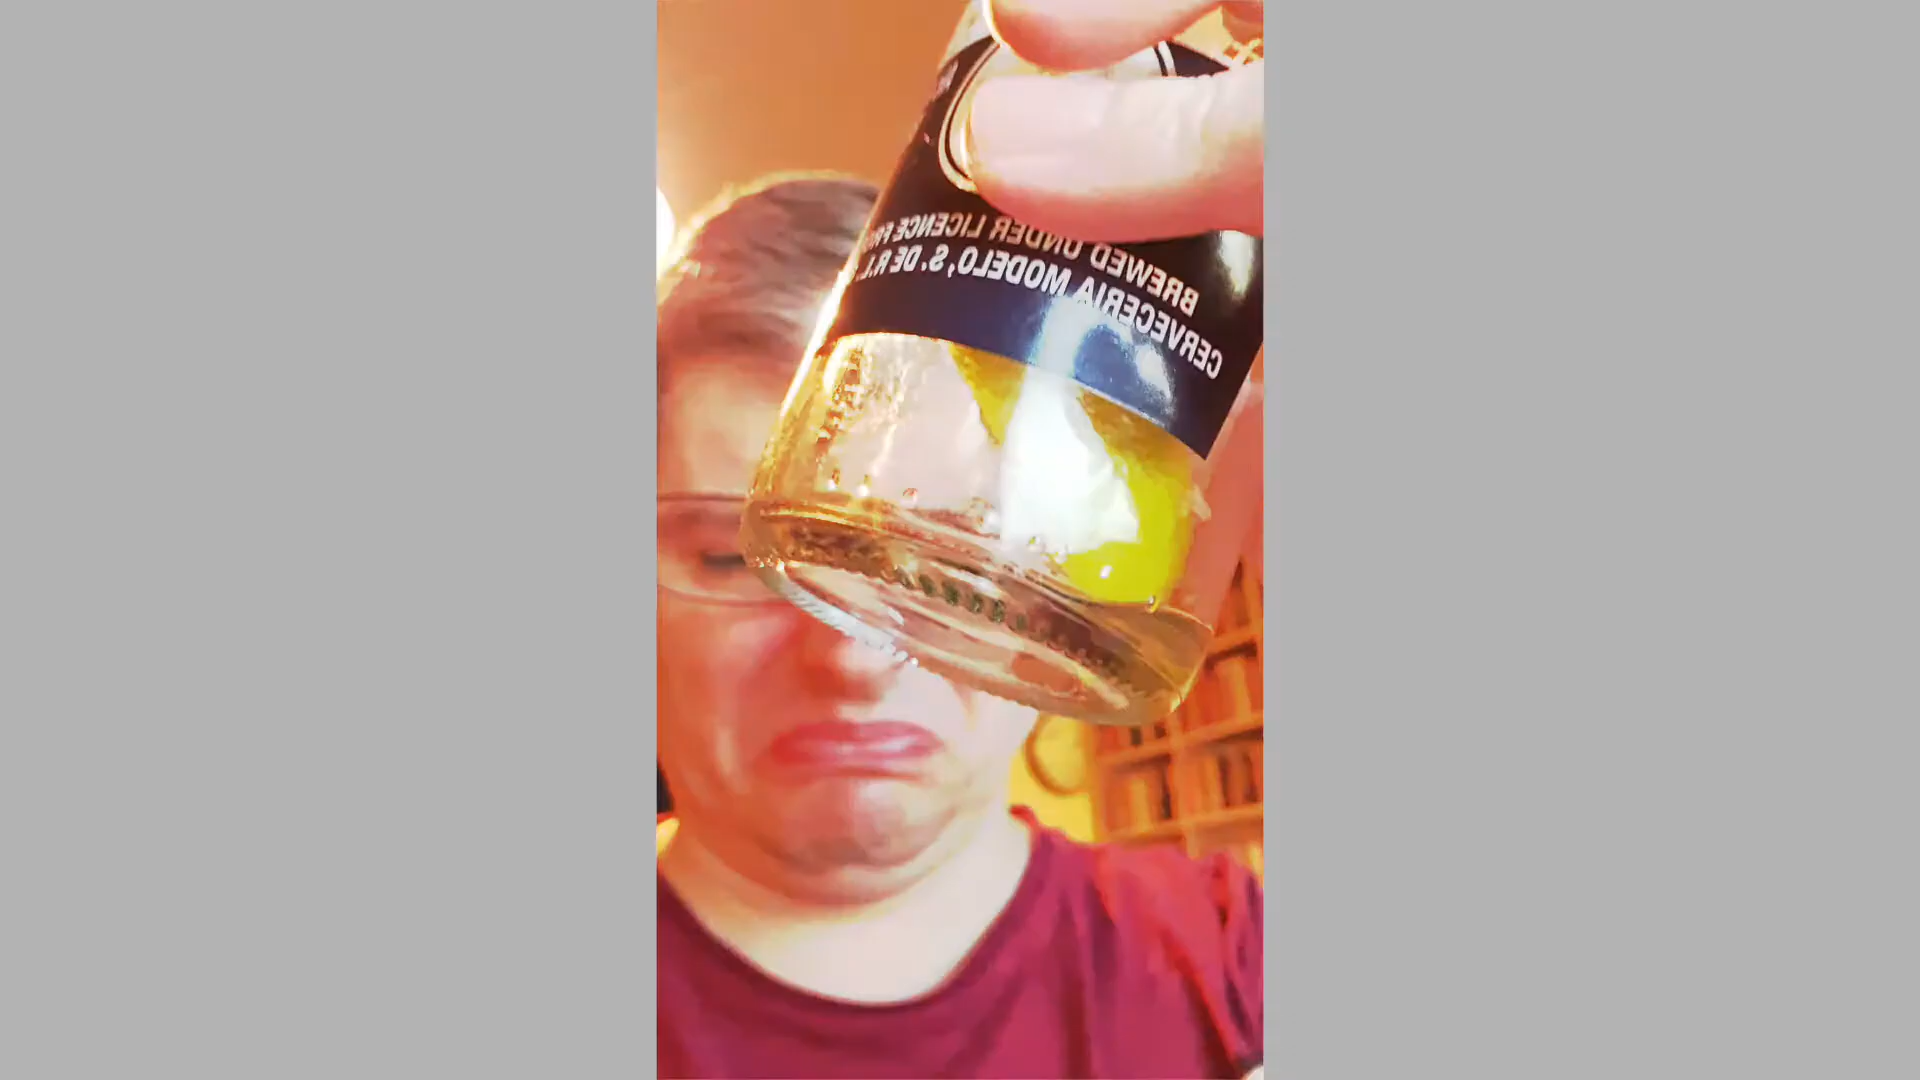 BREWED UNDER LICENCE
CERVECERIA MODELO, S. DE R.L.